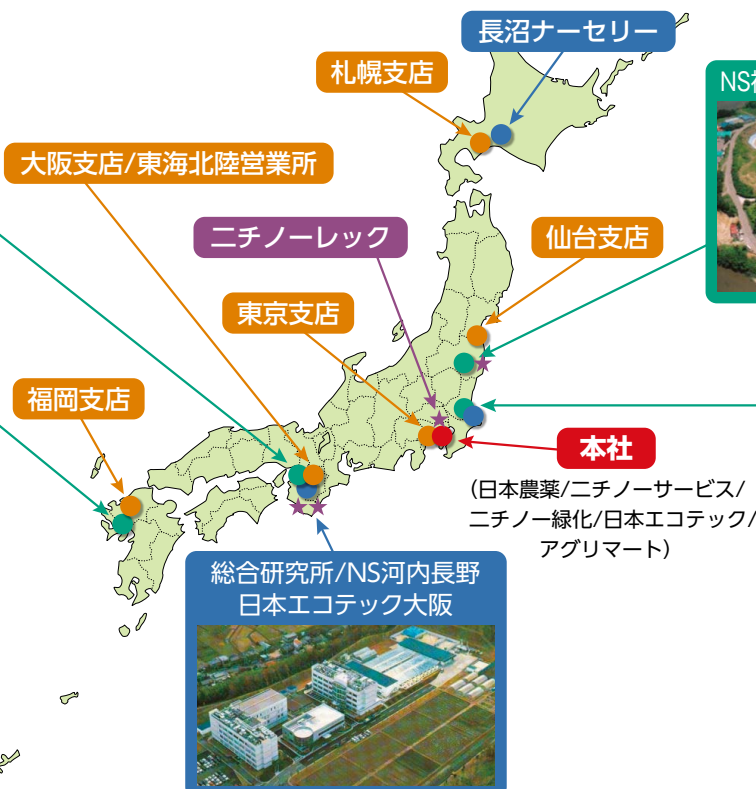 長沼ナーセリー
札幌支店
NS
大阪支店/東海北陸営業所
ニチノーレック
仙台支店
東京支店
福岡支店
本社
(日本農薬/ニチノーサービス/
ニチノー緑化/日本エコテック/
アグリマート)
総合研究所/NS河内長野
日本エコテック大阪